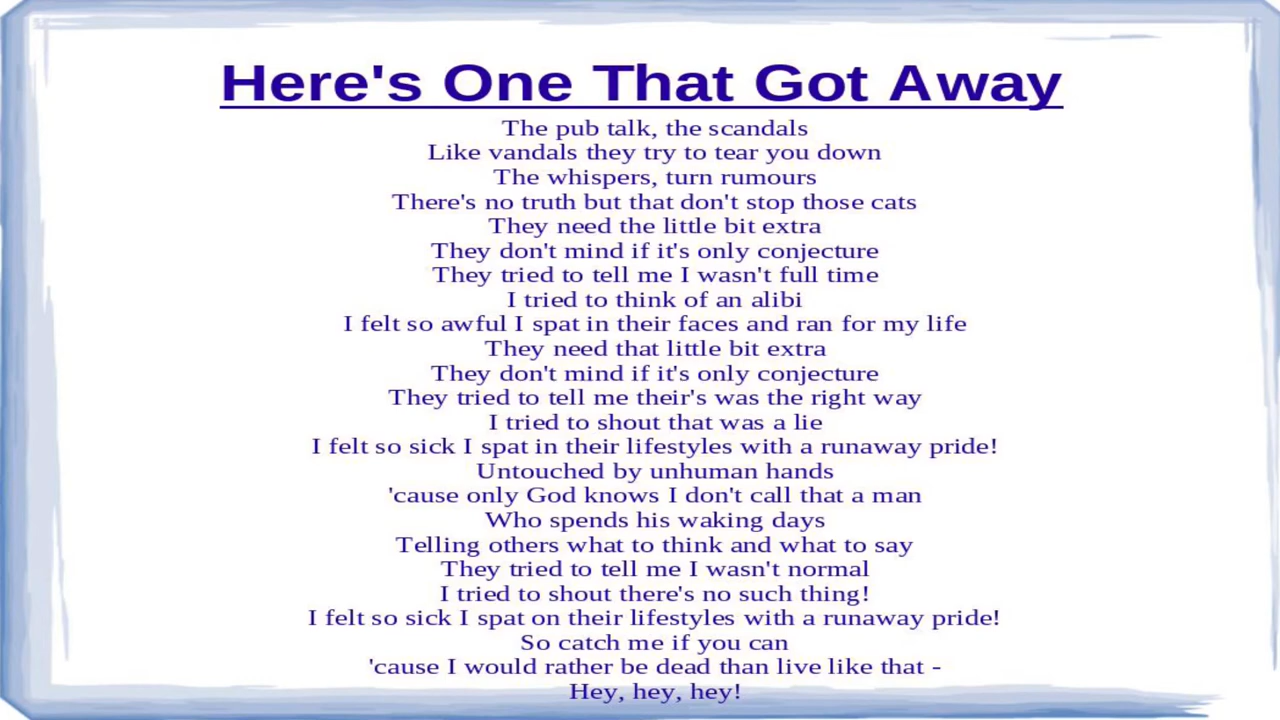 Here's One That Got Away
The pub talk, the scandals
Like vandals they try to tear you down
The whispers, turn rumours
There's no truth but that don't stop those cats
They need the little bit extra
They don't mind if it's only conjecture
They tried to tell me I wasn't full time
I tried to think of an alibi
I felt so awful I spat in their faces and ran for my life
They need that little bit extra
They don't mind if it's only conjecture
They tried to tell me their's was the right way
I tried to shout that was a lie
I felt so sick I spat in their lifestyles with a runaway pride!
Untouched by unhuman hands
'cause only God knows I don't call that a man
Who spends his waking days
Telling others what to think and what to say
They tried to tell me I wasn't normal
I tried to shout there's no such thing!
I felt so sick I spat on their lifestyles with a runaway pride!
So catch me if you can
'cause I would rather be dead than live like that -
Hey, hey, hey!